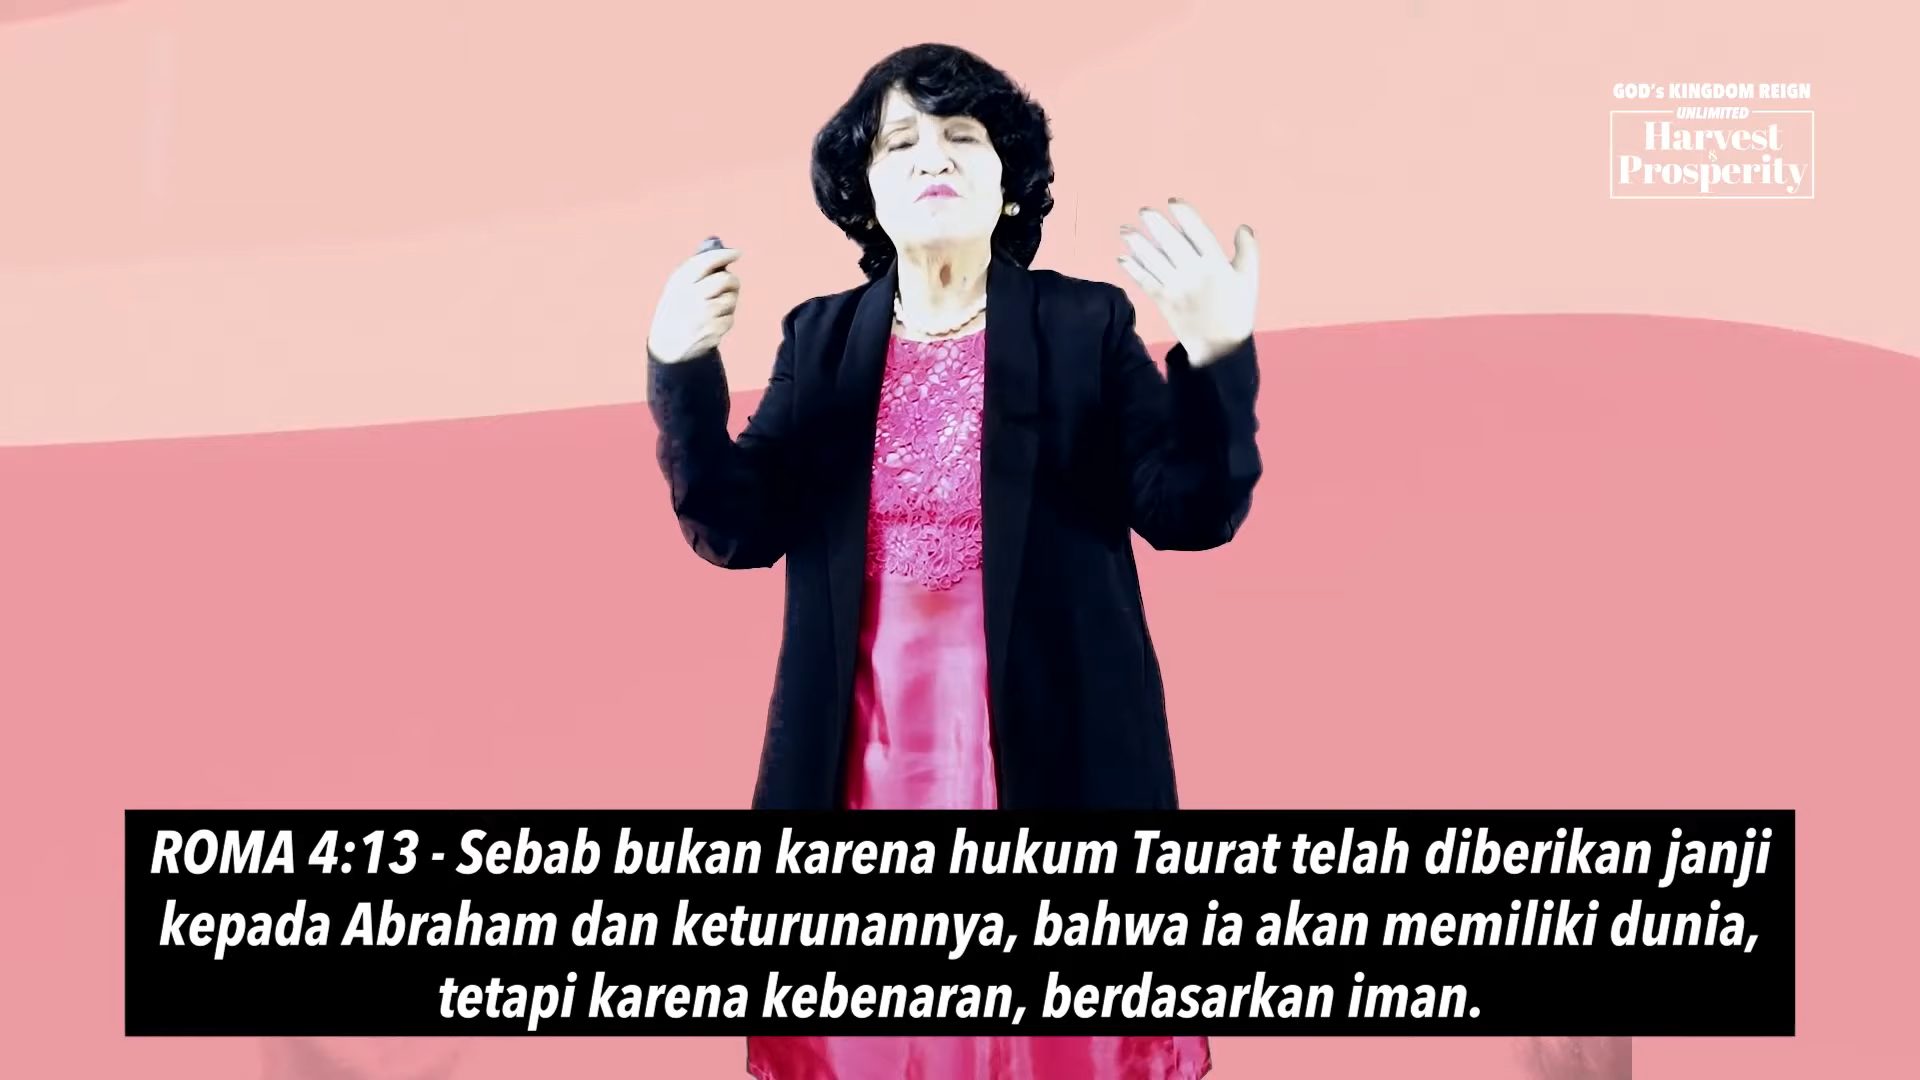 GOD's KINGDOM REIGN
UNLIMITED
Harvest
&
Prosperity
ROMA 4:13 - Sebab bukan karena hukum Taurat telah diberikan janji
kepada Abraham dan keturunannya, bahwa ia akan memiliki dunia,
tetapi karena kebenaran, berdasarkan iman.